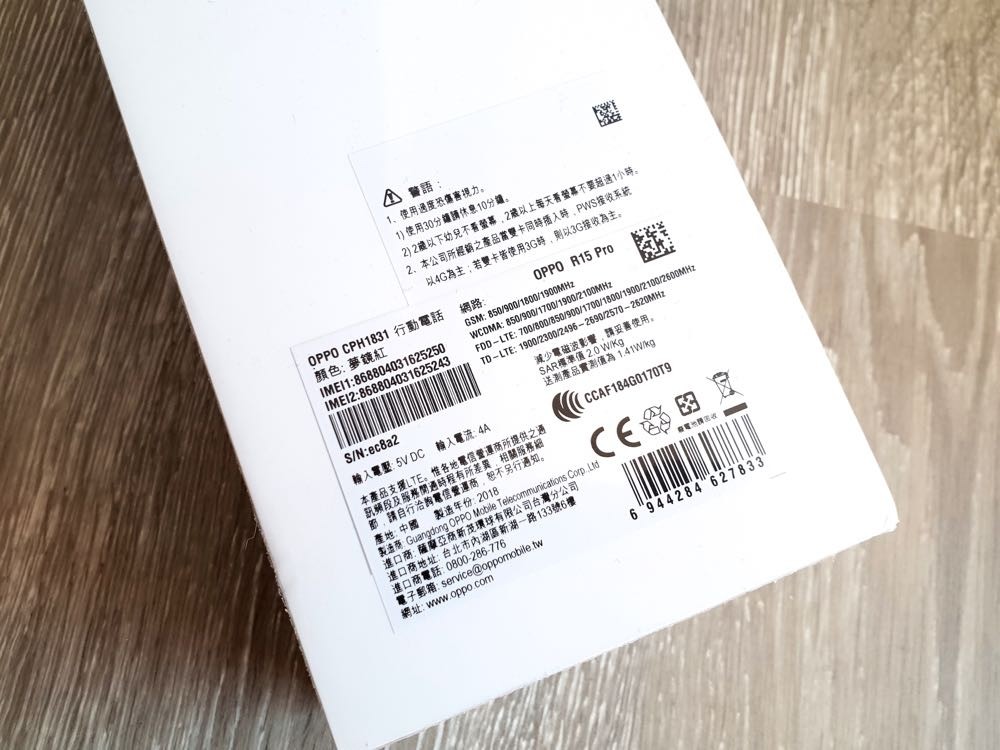 警語：
1、使用過度恐傷害視力。
1) 使用30分鐘請休息10分鐘。
2) 2歲以下幼兒不看螢幕，2歲以上每天看螢幕不要超過1小時。
2、本公司所經銷之產品當雙卡同時插入時，PWS接收系統
以4G為主；若雙卡皆使用3G時，則以3G接收為主。
OPPO R15 Pro
OPPO CPH1831 行動電話
顏色: 夢鏡紅
IMEI1:868804031625250
IMEI2:868804031625243
S/N:ec8a2
網路:
GSM: 850/900/1800/1900MHz
WCDMA: 850/900/1700/1900/2100MHz
FDD-LTE: 700/800/850/900/1700/1800/1900/2100/2600MHz
TD-LTE: 1900/2300/2496-2690/2570-2620MHz
減少電磁波影響，請妥善使用。
SAR標準值 2.0 W/Kg
送測產品實測值為 1.41W/kg
CCAF184G0170T9
CE
廢電池請回收
6 944284 627833
輸入電壓: 5V DC 輸入電流: 4A
本產品支援LTE。惟各地電信營運商所提供之通
訊頻段及服務開通時程有所差異，相關服務細
節，請自行洽詢電信營運商，恕不另行通知。
產地: 中國 製造年份: 2018
製造商: Guangdong OPPO Mobile Telecommunications Corp.,Ltd
進口商: 薩摩亞商新茂環球有限公司台灣分公司
進口商地址: 台北市內湖區新湖一路133號6樓
進口商電話: 0800-286-776
電子郵箱: service@oppomobile.tw
網址: www.oppo.com